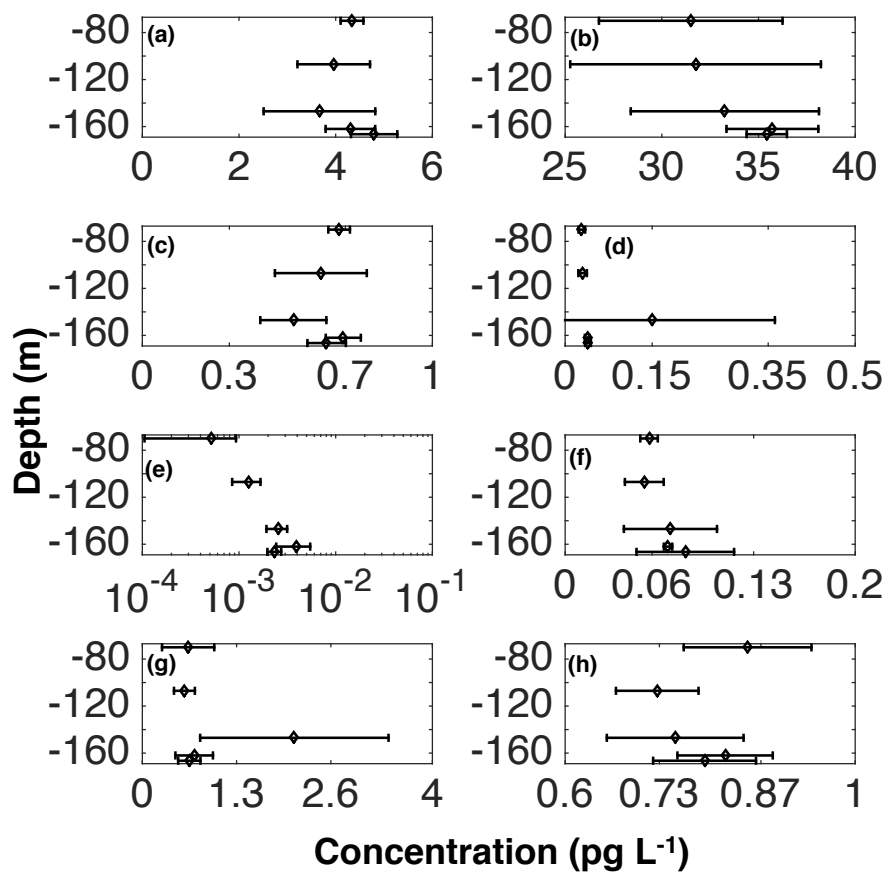 -80
-120
-160
(a)
0 2 4 6
-80
-120
-160
(b)
25 30 35 40
-80
-120
-160
(c)
0 0.3 0.7 1
-80
-120
-160
(d)
0 0.15 0.35 0.5
-80
-120
-160
(e)
10-4 10-3 10-2 10-1
-80
-120
-160
(f)
0 0.06 0.13 0.2
-80
-120
-160
(g)
0 1.3 2.6 4
-80
-120
-160
(h)
0.6 0.73 0.87 1
Depth (m)
Concentration (pg L-1)